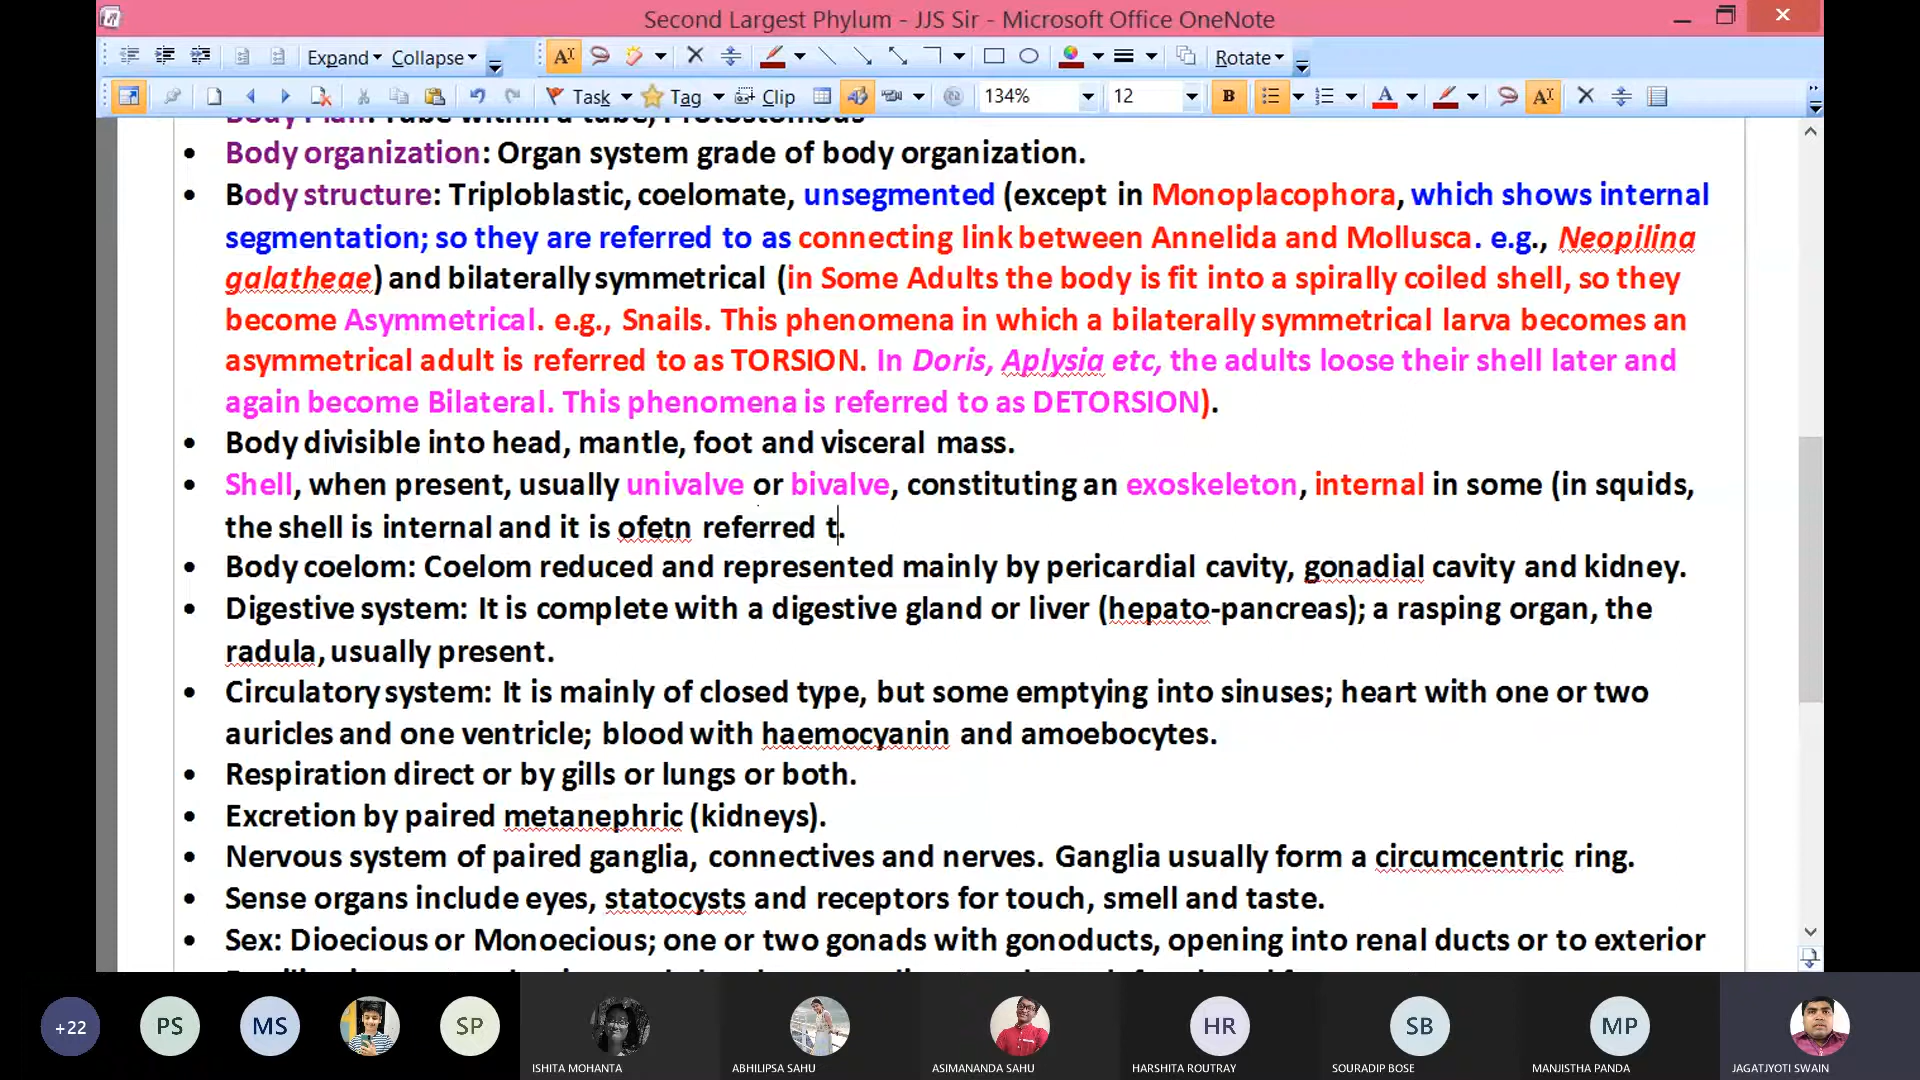 Second Largest Phylum - JJS Sir - Microsoft Office OneNote
Expand Collapse Rotate
Task Tag Clip 134% 12 B A
Body Plan: Tube within a tube, Protostomous
Body organization: Organ system grade of body organization.
Body structure: Triploblastic, coelomate, unsegmented (except in Monoplacophora, which shows internal
segmentation; so they are referred to as connecting link between Annelida and Mollusca. e.g., Neopilina
galatheae) and bilaterally symmetrical (in Some Adults the body is fit into a spirally coiled shell, so they
become Asymmetrical. e.g., Snails. This phenomena in which a bilaterally symmetrical larva becomes an
asymmetrical adult is referred to as TORSION. In Doris, Aplysia etc, the adults loose their shell later and
again become Bilateral. This phenomena is referred to as DETORSION).
Body divisible into head, mantle, foot and visceral mass.
Shell, when present, usually univalve or bivalve, constituting an exoskeleton, internal in some (in squids,
the shell is internal and it is ofetn referred t.
Body coelom: Coelom reduced and represented mainly by pericardial cavity, gonadial cavity and kidney.
Digestive system: It is complete with a digestive gland or liver (hepato-pancreas); a rasping organ, the
radula, usually present.
Circulatory system: It is mainly of closed type, but some emptying into sinuses; heart with one or two
auricles and one ventricle; blood with haemocyanin and amoebocytes.
Respiration direct or by gills or lungs or both.
Excretion by paired metanephric (kidneys).
Nervous system of paired ganglia, connectives and nerves. Ganglia usually form a circumcentric ring.
Sense organs include eyes, statocysts and receptors for touch, smell and taste.
Sex: Dioecious or Monoecious; one or two gonads with gonoducts, opening into renal ducts or to exterior
+22 PS MS SP HR SB MP
ISHITA MOHANTA ABHILIPSA SAHU ASIMANANDA SAHU HARSHITA ROUTRAY SOURADIP BOSE MANJISTHA PANDA JAGATJYOTI SWAIN